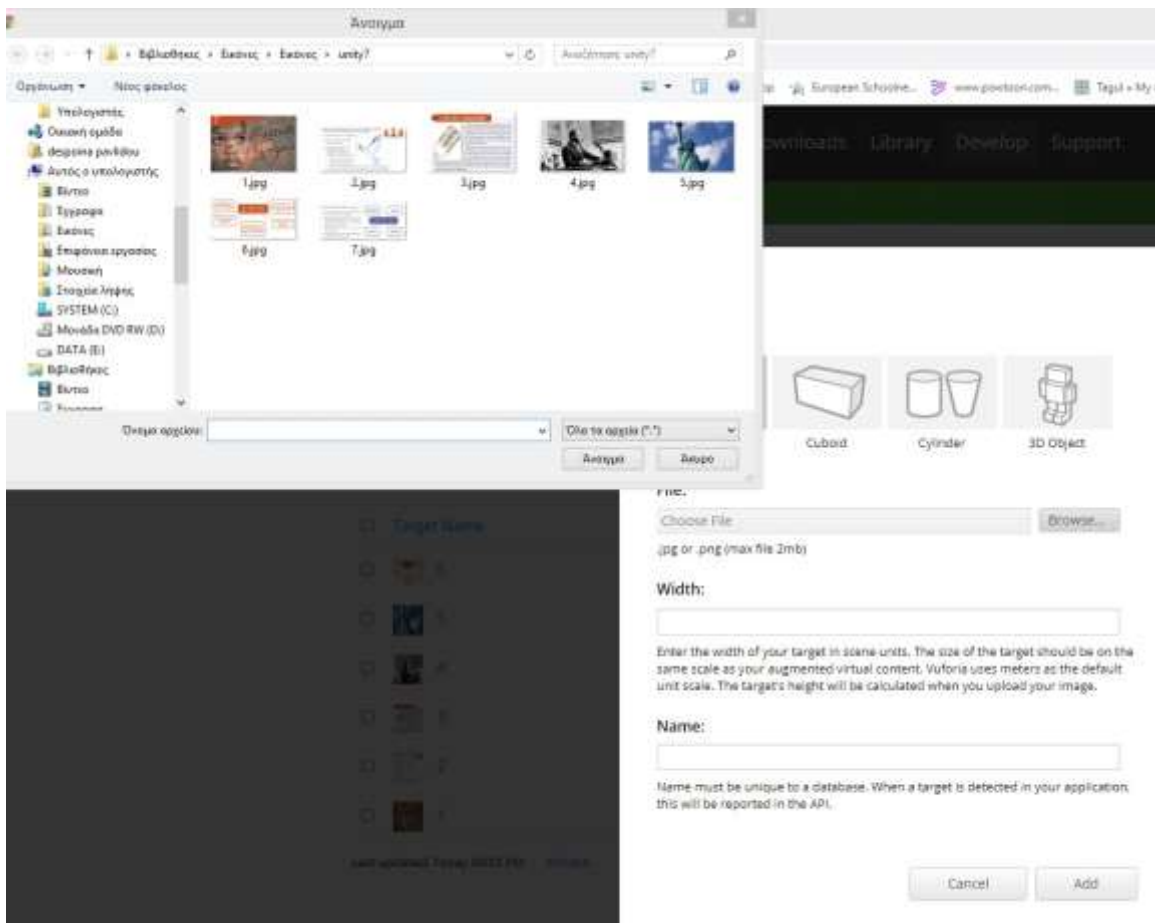 Άνοιγμα
Βιβλιοθήκες Εικόνες Εικόνες unity7
Αναζήτηση unity7
Οργάνωση Νέος φάκελος
European Schoolne... www.powtoon.com... Tagul
Downloads Library Develop Support
Υπολογιστής
Οικιακή ομάδα
despoina pavlidou
Αυτός ο υπολογιστής
Βίντεο
Έγγραφα
Εικόνες
Επιφάνεια εργασίας
Μουσική
Στοιχεία λήψης
SYSTEM (C:)
Μονάδα DVD RW (D:)
DATA (E:)
Βιβλιοθήκες
Βίντεο
Έγγραφα
1.jpg 2.jpg 3.jpg 4.jpg 5.jpg
6.jpg 7.jpg
Όνομα αρχείου:
Όλα τα αρχεία (*.*)
Άνοιγμα Άκυρο
Cuboid Cylinder 3D Object
File:
Choose File Browse...
.jpg or .png (max file 2mb)
Width:
Enter the width of your target in scene units. The size of the target should be on the
same scale as your augmented virtual content. Vuforia uses meters as the default
unit scale. The target's height will be calculated when you upload your image.
Name:
Name must be unique to a database. When a target is detected in your application,
this will be reported in the API.
Cancel Add
Target Name
Last updated: Today